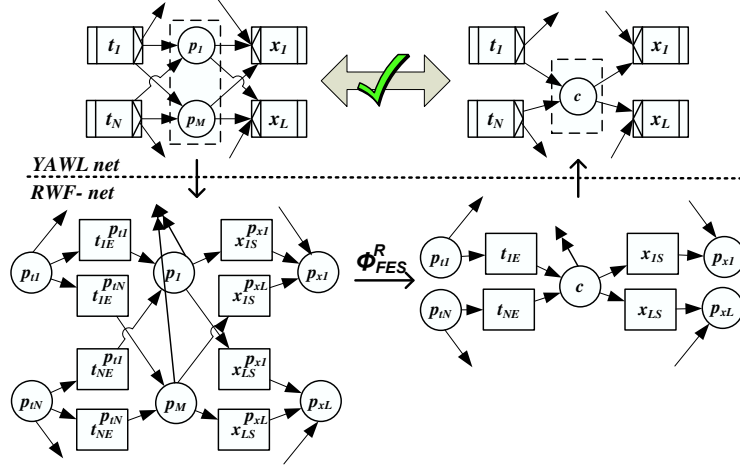 t1 p1 x1 t1 x1
c
tN pM xL tN xL
YAWL net
RWF- net
t1E^pt1 x1S^px1
pt1 p1 px1 ΦFES^R pt1 t1E x1S px1
t1E^ptN x1S^pxL c
ptN tNE xLS pxL
tNE^pt1 xLS^px1
ptN pM pxL
tNE^ptN xLS^pxL